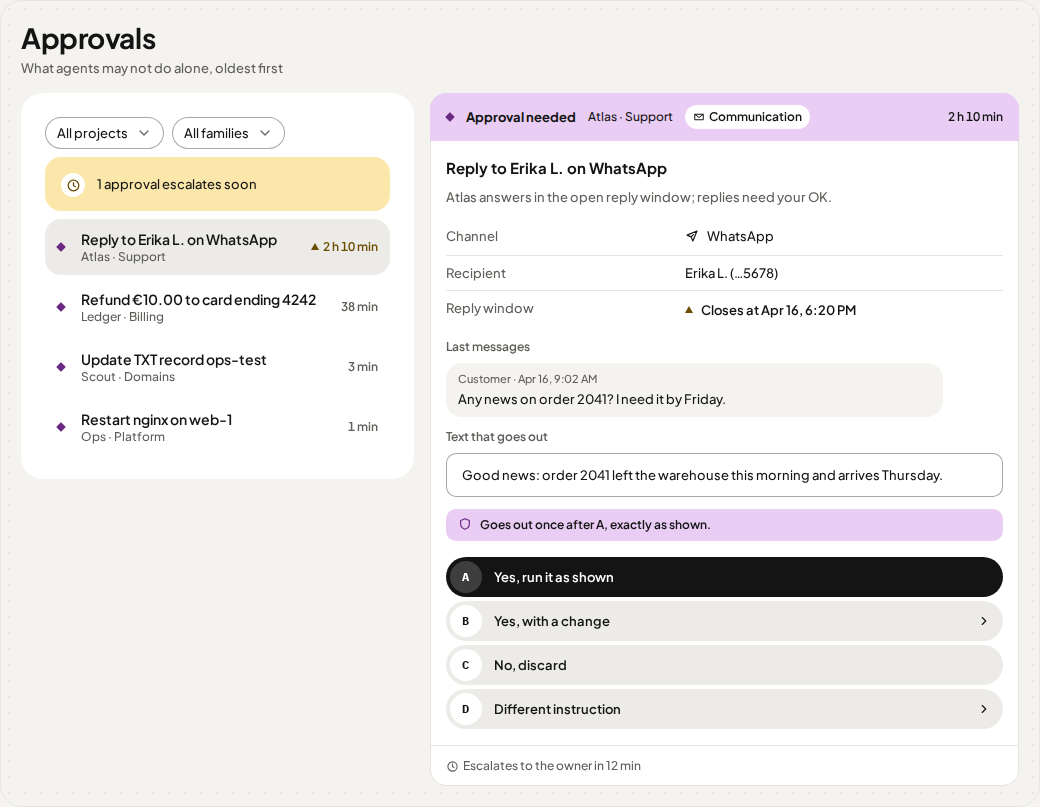 Approvals
What agents may not do alone, oldest first
All projects
All families
1 approval escalates soon
Reply to Erika L. on WhatsApp
2 h 10 min
Atlas · Support
Refund €10.00 to card ending 4242
38 min
Ledger · Billing
Update TXT record ops-test
3 min
Scout · Domains
Restart nginx on web-1
1 min
Ops · Platform
Approval needed
Atlas · Support
Communication
2 h 10 min
Reply to Erika L. on WhatsApp
Atlas answers in the open reply window; replies need your OK.
Channel
WhatsApp
Recipient
Erika L. (…5678)
Reply window
Closes at Apr 16, 6:20 PM
Last messages
Customer · Apr 16, 9:02 AM
Any news on order 2041? I need it by Friday.
Text that goes out
Good news: order 2041 left the warehouse this morning and arrives Thursday.
Goes out once after A, exactly as shown.
A Yes, run it as shown
B Yes, with a change
C No, discard
D Different instruction
Escalates to the owner in 12 min